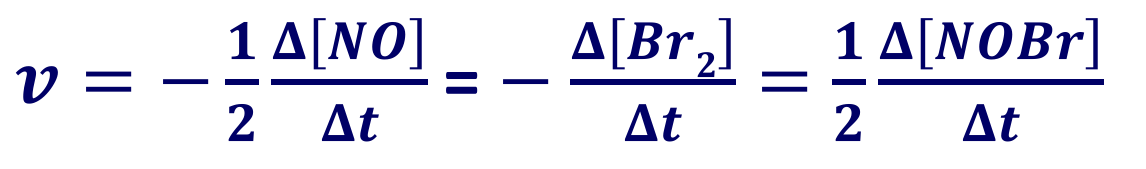 v = − 1/2 Δ[NO]/Δt = − Δ[Br₂]/Δt = 1/2 Δ[NOBr]/Δt